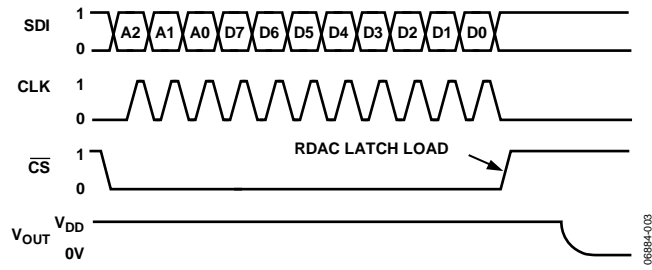 SDI 1 0 A2 A1 A0 D7 D6 D5 D4 D3 D2 D1 D0
CLK 1 0
CS 1 0 RDAC LATCH LOAD
VOUT VDD 0V
06884-003